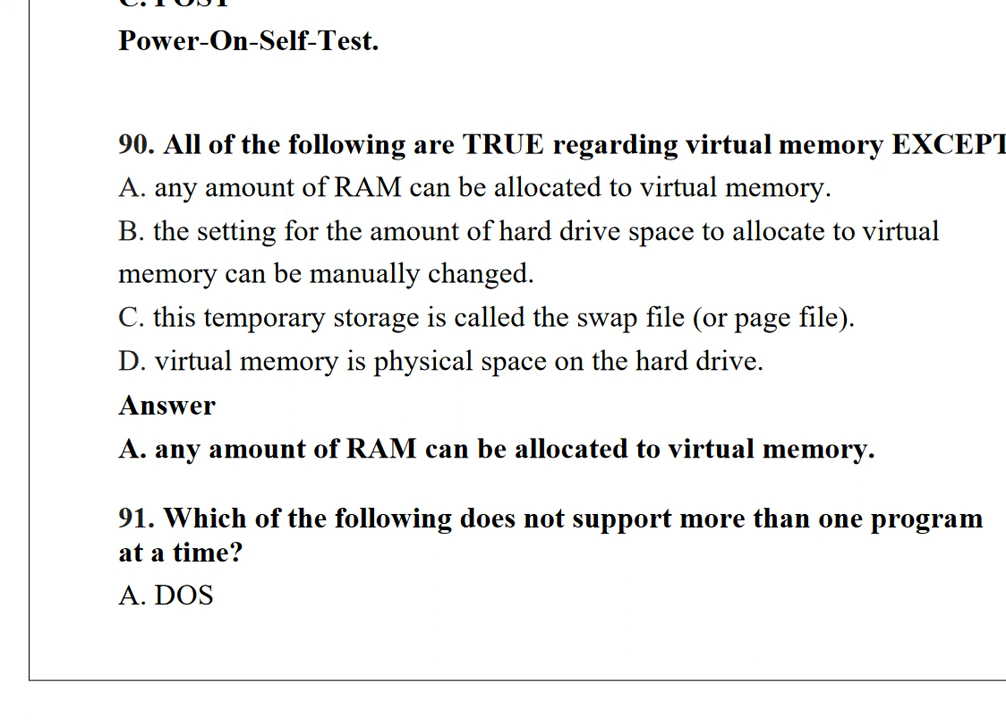 C. POST
Power-On-Self-Test.
90. All of the following are TRUE regarding virtual memory EXCEPT
A. any amount of RAM can be allocated to virtual memory.
B. the setting for the amount of hard drive space to allocate to virtual
memory can be manually changed.
C. this temporary storage is called the swap file (or page file).
D. virtual memory is physical space on the hard drive.
Answer
A. any amount of RAM can be allocated to virtual memory.
91. Which of the following does not support more than one program
at a time?
A. DOS